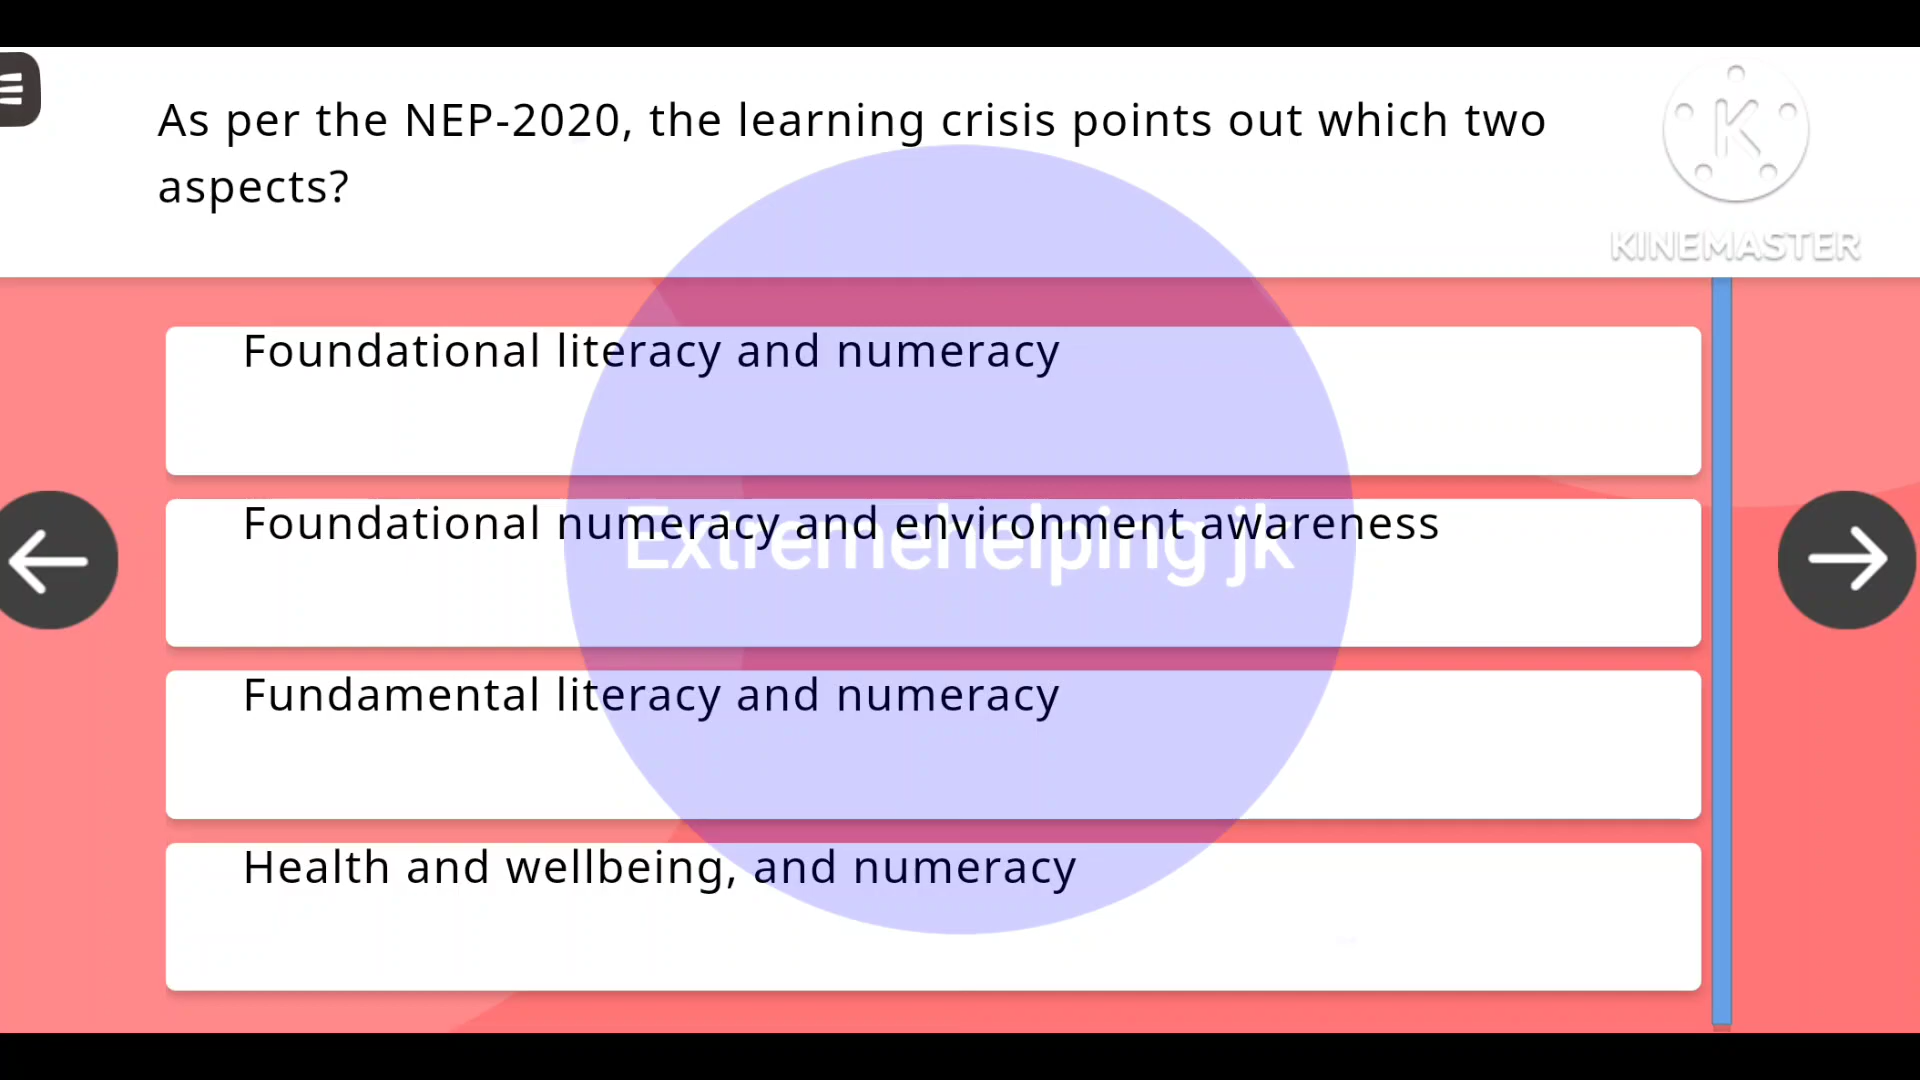 As per the NEP-2020, the learning crisis points out which two
aspects?
KINEMASTER
Foundational literacy and numeracy
Foundational numeracy and environment awareness
Extremehelping jk
Fundamental literacy and numeracy
Health and wellbeing, and numeracy